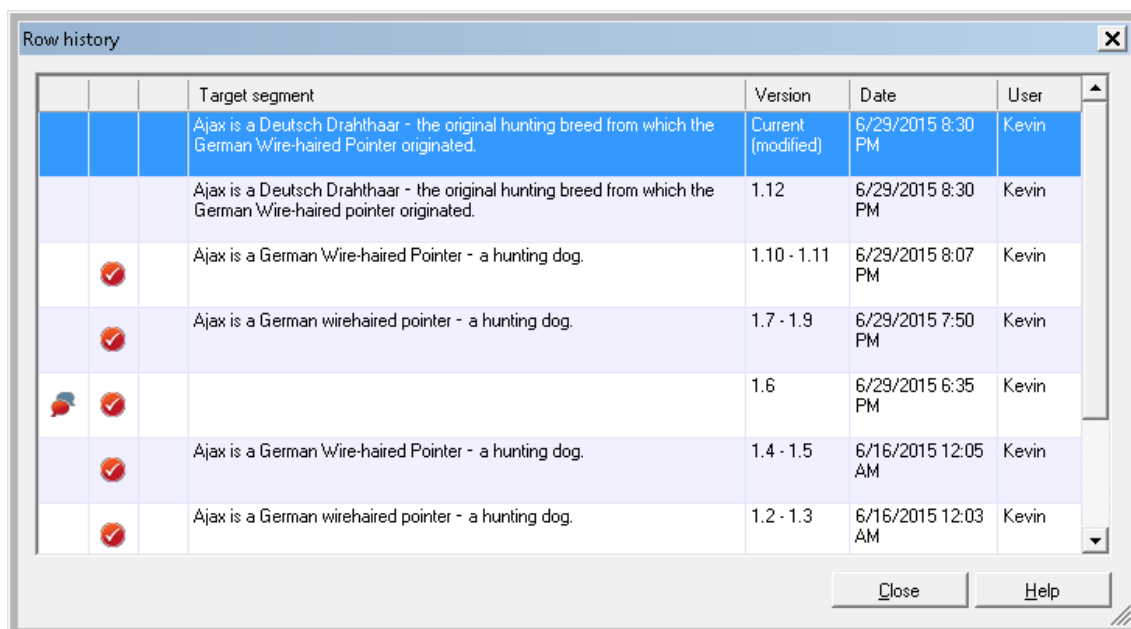 Row history
Target segment Version Date User
Ajax is a Deutsch Drahthaar - the original hunting breed from which the Current 6/29/2015 8:30 Kevin
German Wire-haired Pointer originated. (modified) PM
Ajax is a Deutsch Drahthaar - the original hunting breed from which the 1.12 6/29/2015 8:30 Kevin
German Wire-haired pointer originated. PM
Ajax is a German Wire-haired Pointer - a hunting dog. 1.10 - 1.11 6/29/2015 8:07 Kevin
PM
Ajax is a German wirehaired pointer - a hunting dog. 1.7 - 1.9 6/29/2015 7:50 Kevin
PM
1.6 6/29/2015 6:35 Kevin
PM
Ajax is a German Wire-haired Pointer - a hunting dog. 1.4 - 1.5 6/16/2015 12:05 Kevin
AM
Ajax is a German wirehaired pointer - a hunting dog. 1.2 - 1.3 6/16/2015 12:03 Kevin
AM
Close Help